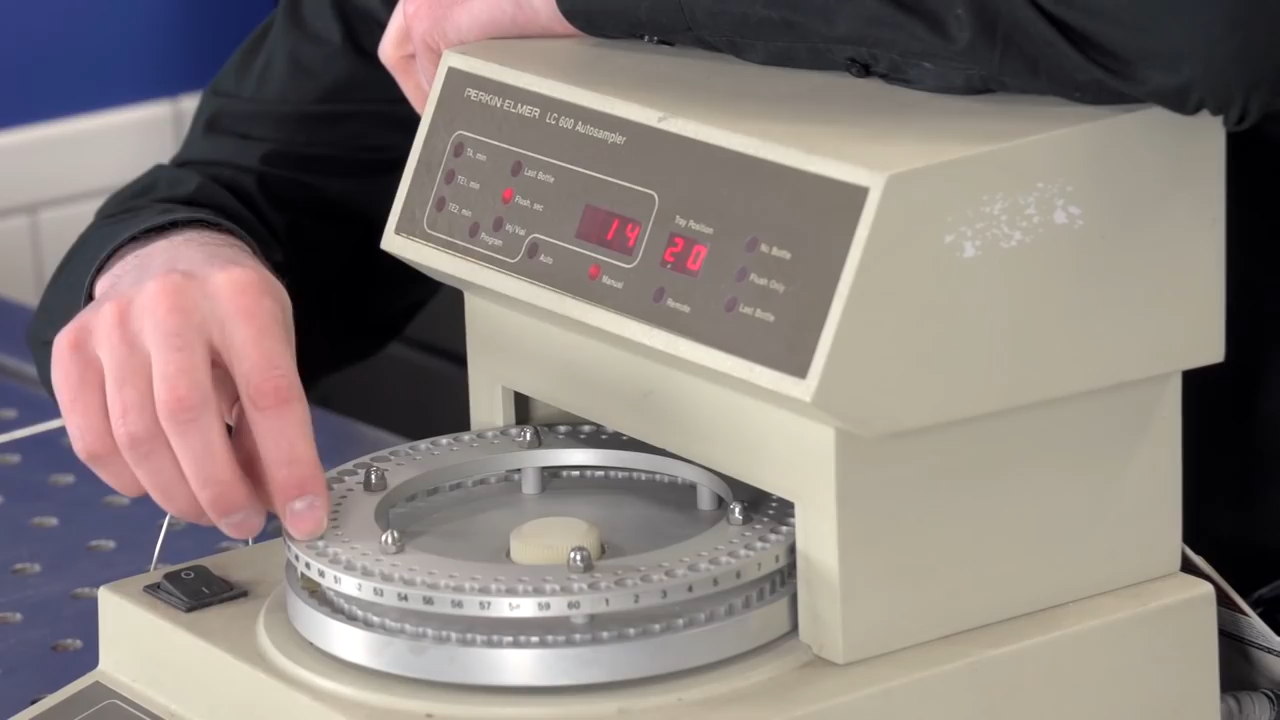 PERKIN-ELMER LC 600 Autosampler
TA, min
TE1, min
TE2, min
Program
Last Bottle
Flush, sec
Inj/Vial
Auto
Manual
14
Tray Position
20
Remote
No Bottle
Flush Only
Last Bottle
51 53 54 55 56 57 59 60 1 2 3 4 5 6 7 8